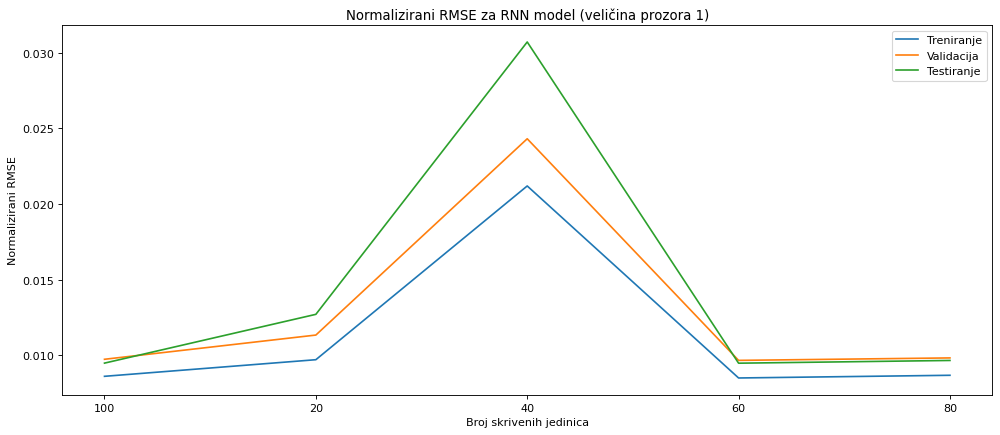 Normalizirani RMSE za RNN model (veličina prozora 1)
Treniranje
Validacija
Testiranje
Normalizirani RMSE
0.030
0.025
0.020
0.015
0.010
100 20 40 60 80
Broj skrivenih jedinica